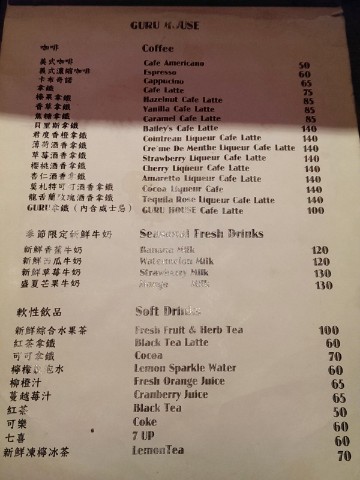 GURU HOUSE
咖啡 Coffee
美式咖啡 Cafe Americano 50
義式濃縮咖啡 Espresso 60
卡布奇諾 Cappucino 65
拿鐵 Cafe Latte 75
榛果拿鐵 Hazelnut Cafe Latte 85
香草拿鐵 Vanilla Cafe Latte 85
焦糖拿鐵 Caramel Cafe Latte 85
貝里斯拿鐵 Bailey's Cafe Latte 140
君度香橙拿鐵 Cointreau Liqueur Cafe Latte 140
薄荷酒香拿鐵 Cre'me De Menthe Liqueur Cafe Latte 140
草莓酒香拿鐵 Strawberry Liqueur Cafe Latte 140
櫻桃酒香拿鐵 Cherry Liqueur Cafe Latte 140
杏仁酒香拿鐵 Amaretto Liqueur Cafe Latte 140
莫札特可可酒香拿鐵 Cocoa Liqueur Cafe 140
龍舌蘭玫瑰酒香拿鐵 Tequila Rose Liqueur Cafe Latte 140
GURU拿鐵 (內含威士忌) GURU HOUSE Cafe Latte 100
季節限定新鮮牛奶 Seasonal Fresh Drinks
新鮮香蕉牛奶 Banana Milk 120
新鮮西瓜牛奶 Watermelon Milk 120
新鮮草莓牛奶 Strawberry Milk 130
盛夏芒果牛奶 Mango Milk 130
軟性飲品 Soft Drinks
新鮮綜合水果茶 Fresh Fruit & Herb Tea 100
紅茶拿鐵 Black Tea Latte 60
可可拿鐵 Cocoa 70
檸檬氣泡水 Lemon Sparkle Water 60
柳橙汁 Fresh Orange Juice 65
蔓越莓汁 Cranberry Juice 65
紅茶 Black Tea 50
可樂 Coke 60
七喜 7 UP 60
新鮮凍檸冰茶 LemonTea 70